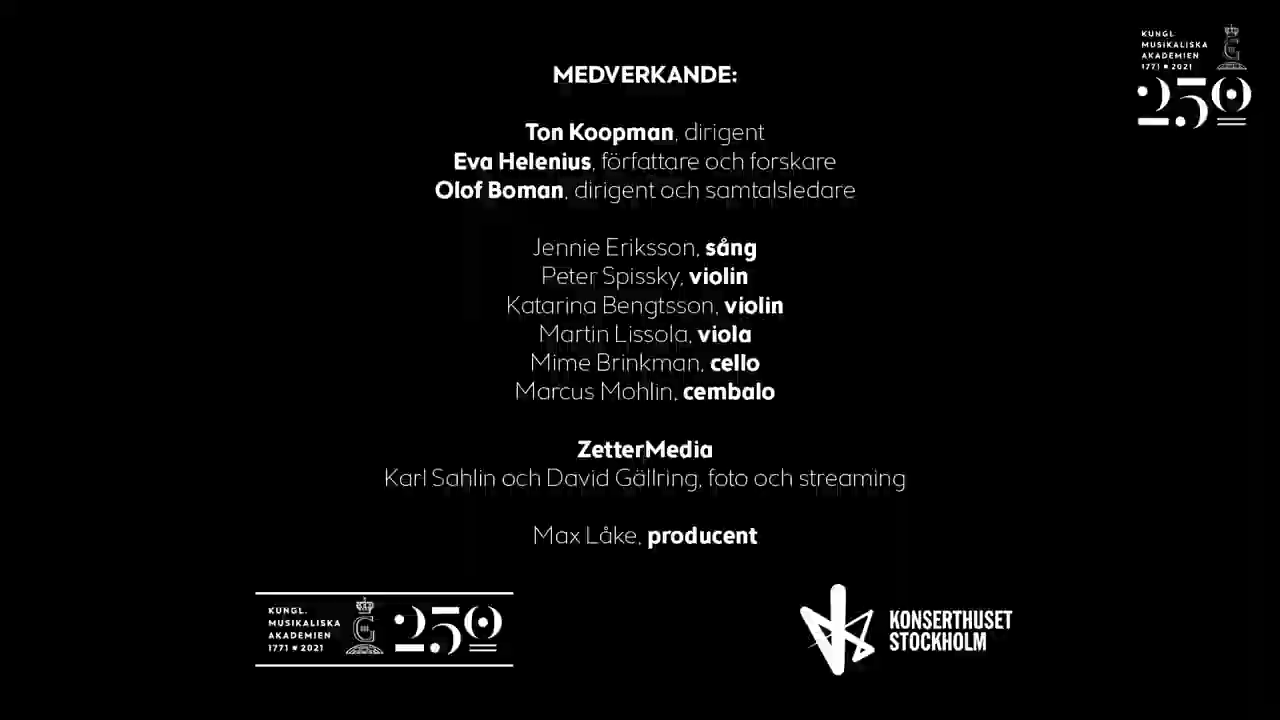 KUNGL.
MUSIKALISKA
AKADEMIEN
1771 ■ 2021
250
MEDVERKANDE:
Ton Koopman, dirigent
Eva Helenius, författare och forskare
Olof Boman, dirigent och samtalsledare
Jennie Eriksson, sång
Peter Spissky, violin
Katarina Bengtsson, violin
Martin Lissola, viola
Mime Brinkman, cello
Marcus Mohlin, cembalo
ZetterMedia
Karl Sahlin och David Gällring, foto och streaming
Max Låke, producent
KUNGL.
MUSIKALISKA
AKADEMIEN
1771 ■ 2021
250
KONSERTHUSET
STOCKHOLM